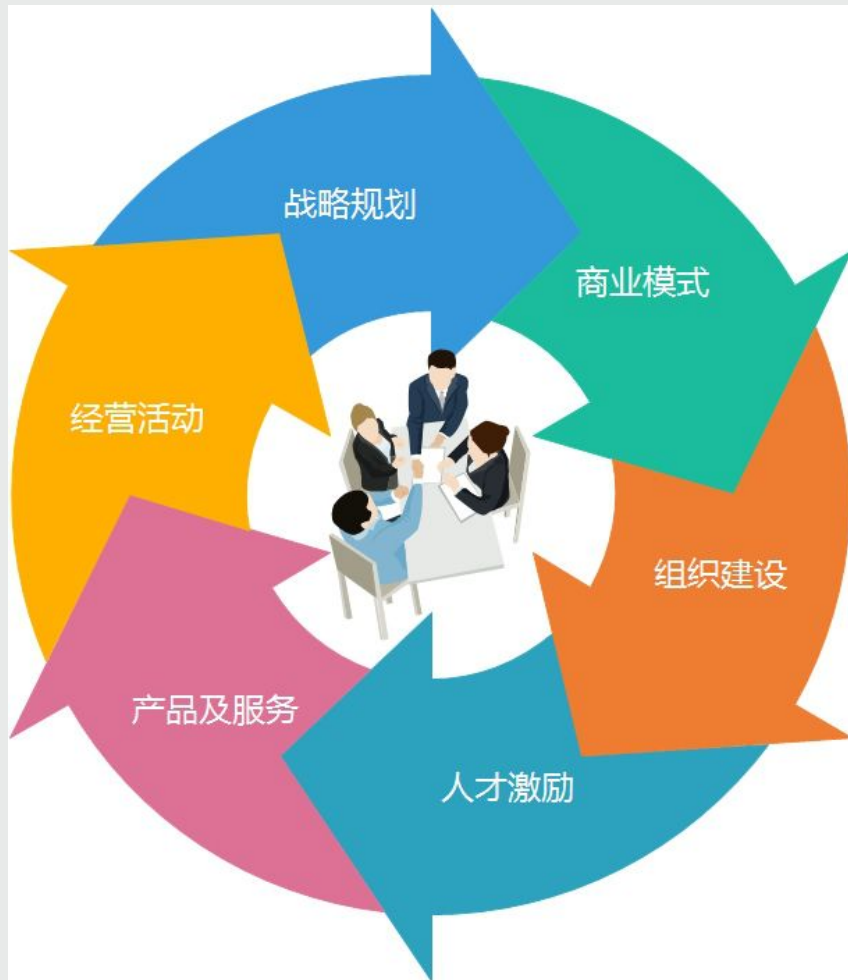 战略规划
商业模式
组织建设
人才激励
产品及服务
经营活动